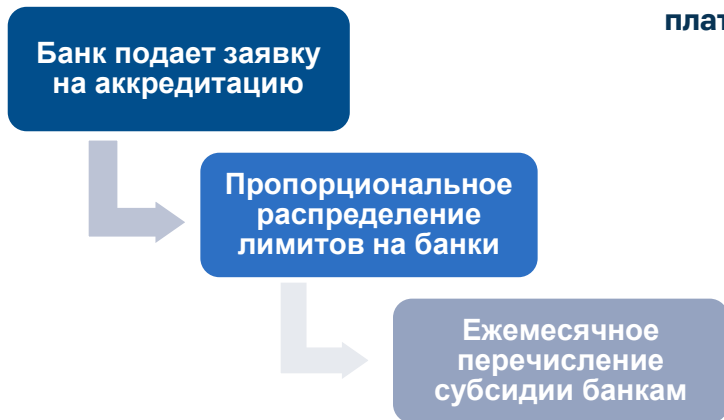 плат
Банк подает заявку
на аккредитацию
Пропорциональное
распределение
лимитов на банки
Ежемесячное
перечисление
субсидии банкам